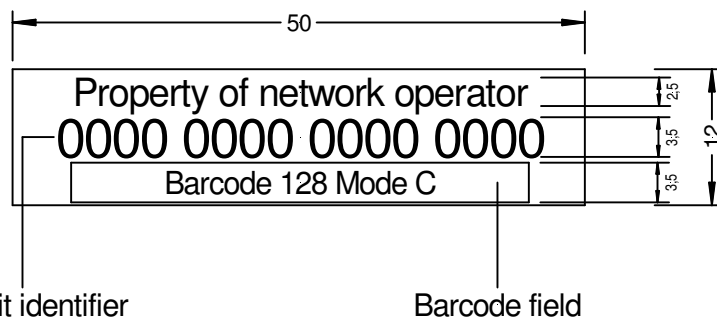 50
Property of network operator
2,5
0000 0000 0000 0000
3,5
12
Barcode 128 Mode C
3,5
it identifier
Barcode field